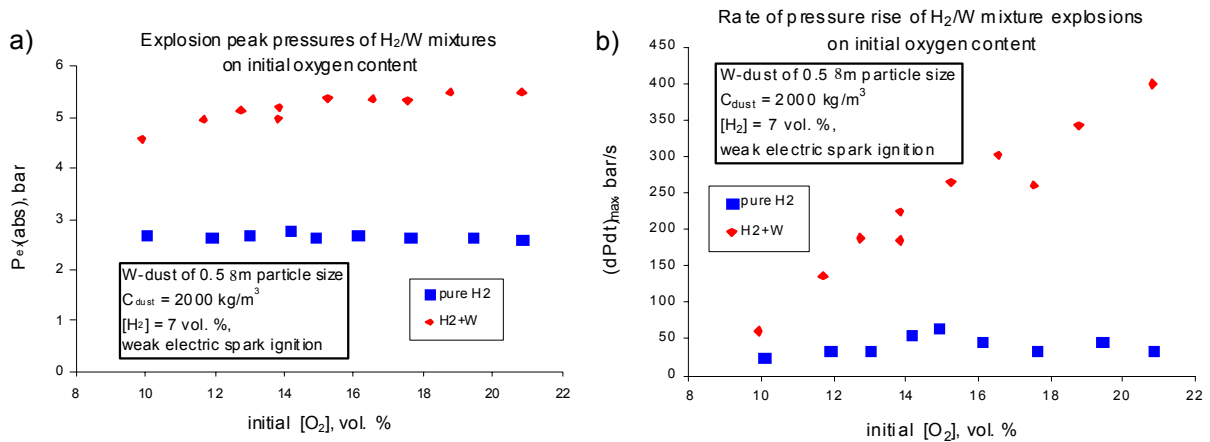 a)
Explosion peak pressures of H₂/W mixtures
on initial oxygen content
6
5
4
3
2
1
0
P_ex(abs), bar
W-dust of 0.5 8m particle size
C_dust = 2000 kg/m³
[H₂] = 7 vol. %,
weak electric spark ignition
pure H2
H2+W
8 10 12 14 16 18 20 22
initial [O₂], vol. %
b)
Rate of pressure rise of H₂/W mixture explosions
on initial oxygen content
450
400
350
300
250
200
150
100
50
0
(dPdt)max, bar/s
W-dust of 0.5 8m particle size
C_dust = 2000 kg/m³
[H₂] = 7 vol. %,
weak electric spark ignition
pure H2
H2+W
8 10 12 14 16 18 20 22
initial [O₂], vol. %